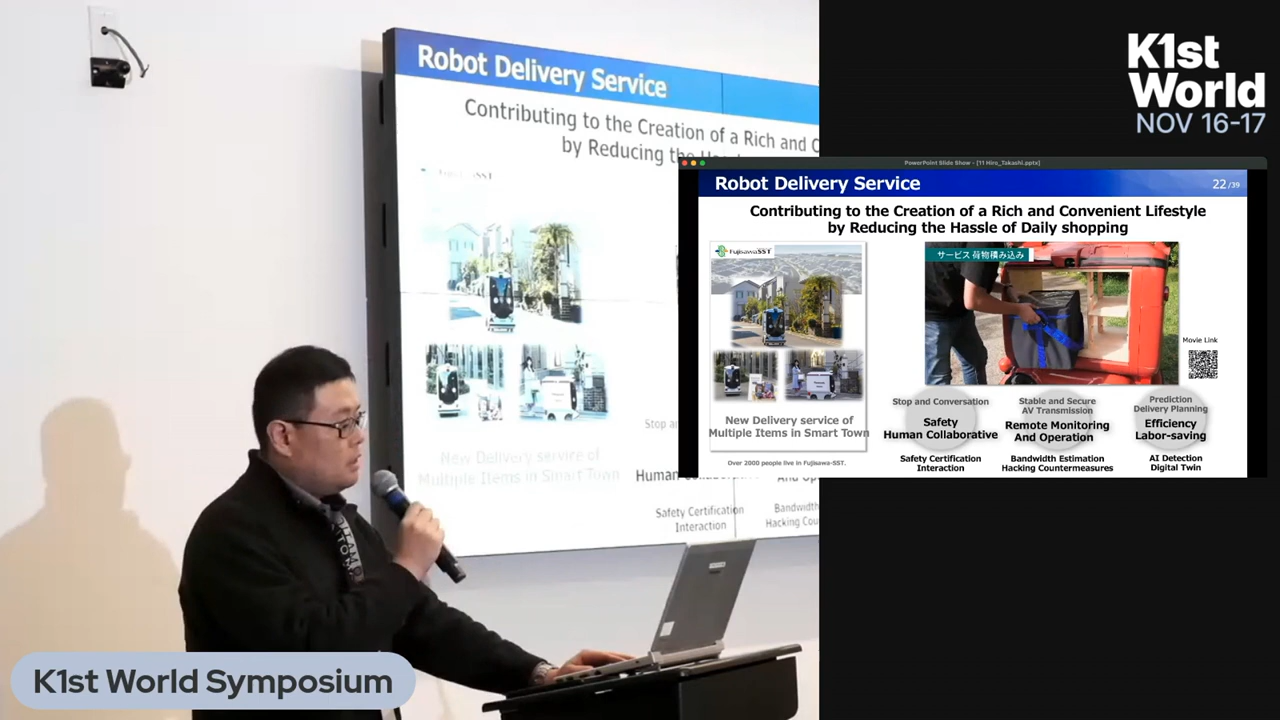 Robot Delivery Service
Contributing to the Creation of a Rich and C
by Reducing the
New Delivery service of
Multiple Items in Smart Town
Stop a
Human
Safety Certification
Interaction
Bandwidth
Hacking Cou
K1st
World
NOV 16-17
PowerPoint Slide Show - [11 Hiro_Takashi.pptx]
Robot Delivery Service
22/39
Contributing to the Creation of a Rich and Convenient Lifestyle
by Reducing the Hassle of Daily shopping
FujisawaSST
サービス 荷物積み込み
Movie Link
New Delivery service of
Multiple Items in Smart Town
Over 2000 people live in Fujisawa-SST.
Stop and Conversation
Safety
Human Collaborative
Safety Certification
Interaction
Stable and Secure
AV Transmission
Remote Monitoring
And Operation
Bandwidth Estimation
Hacking Countermeasures
Prediction
Delivery Planning
Efficiency
Labor-saving
AI Detection
Digital Twin
K1st World Symposium